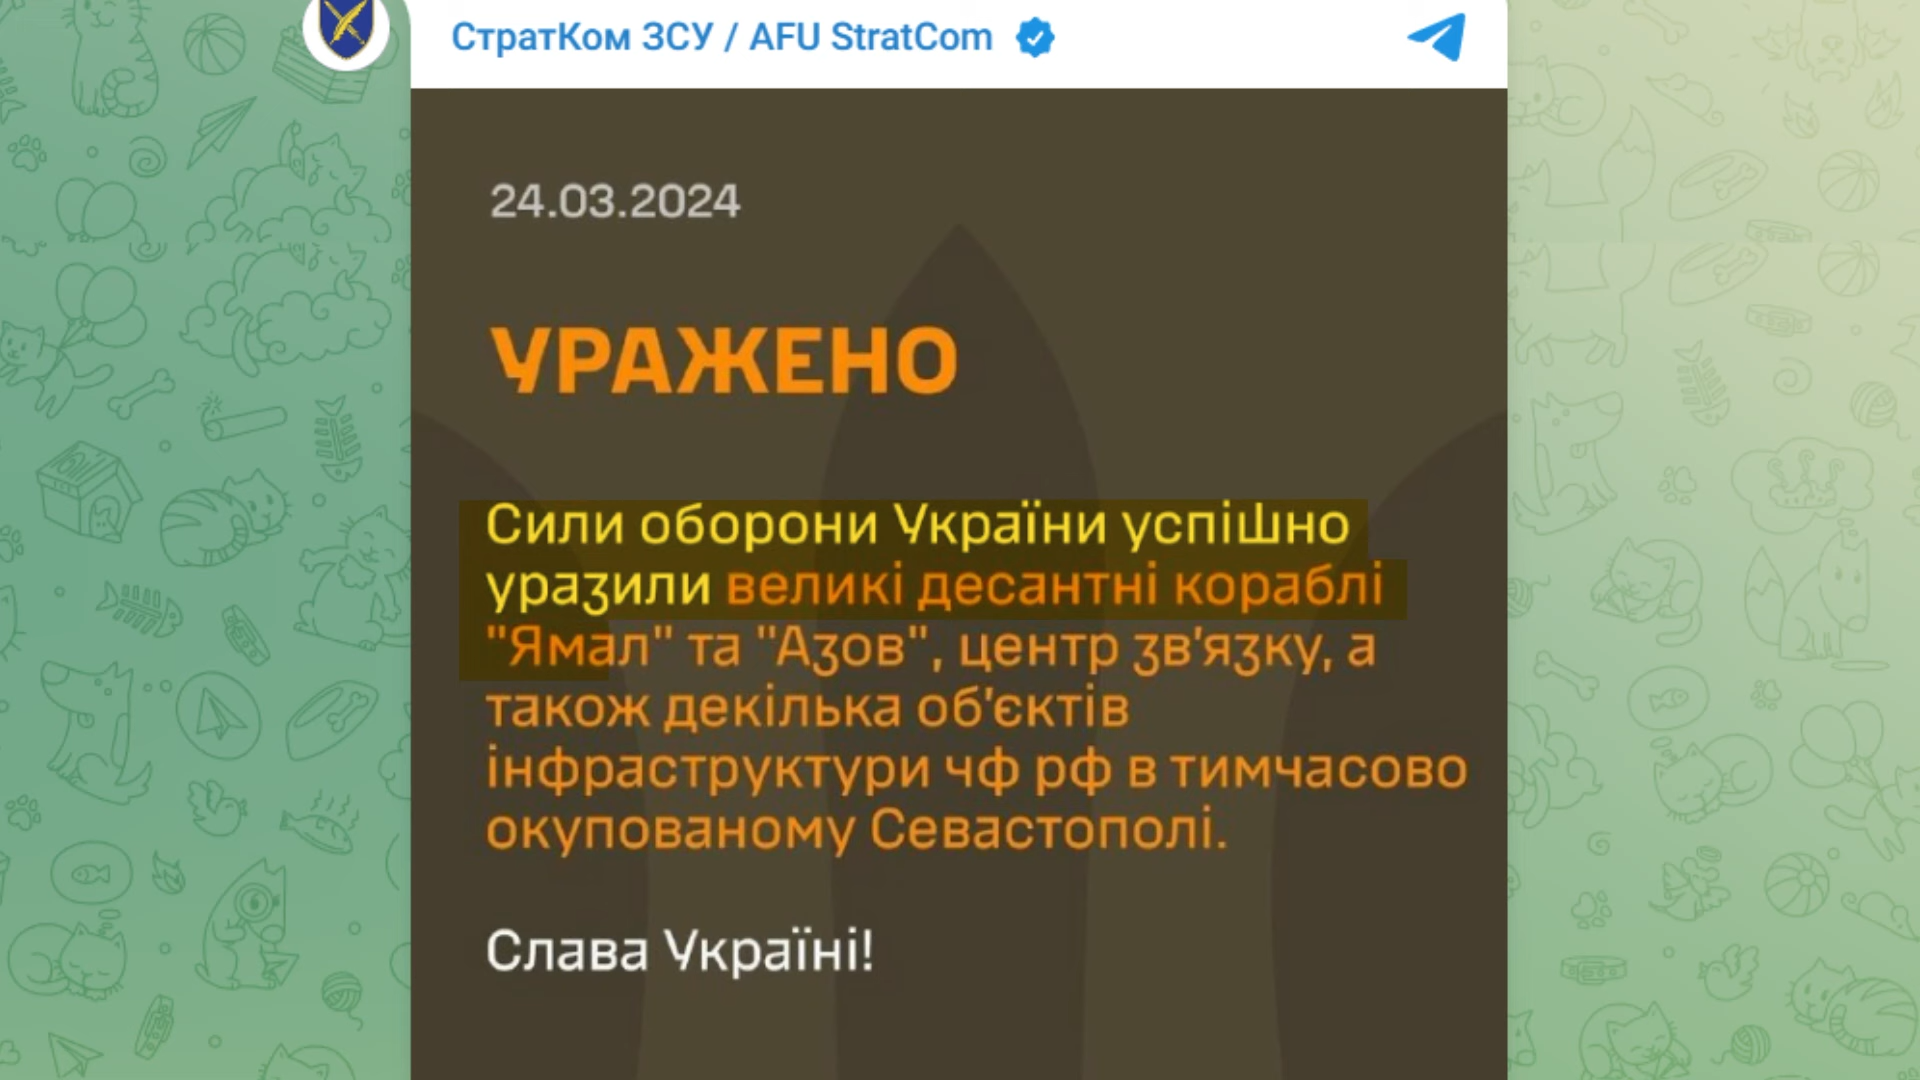 СтратКом ЗСУ / AFU StratCom
24.03.2024
УРАЖЕНО
Сили оборони України успішно
уразили великі десантні кораблі
"Ямал" та "Азов", центр зв'язку, а
також декілька об'єктів
інфраструктури чф рф в тимчасово
окупованому Севастополі.
Слава Україні!